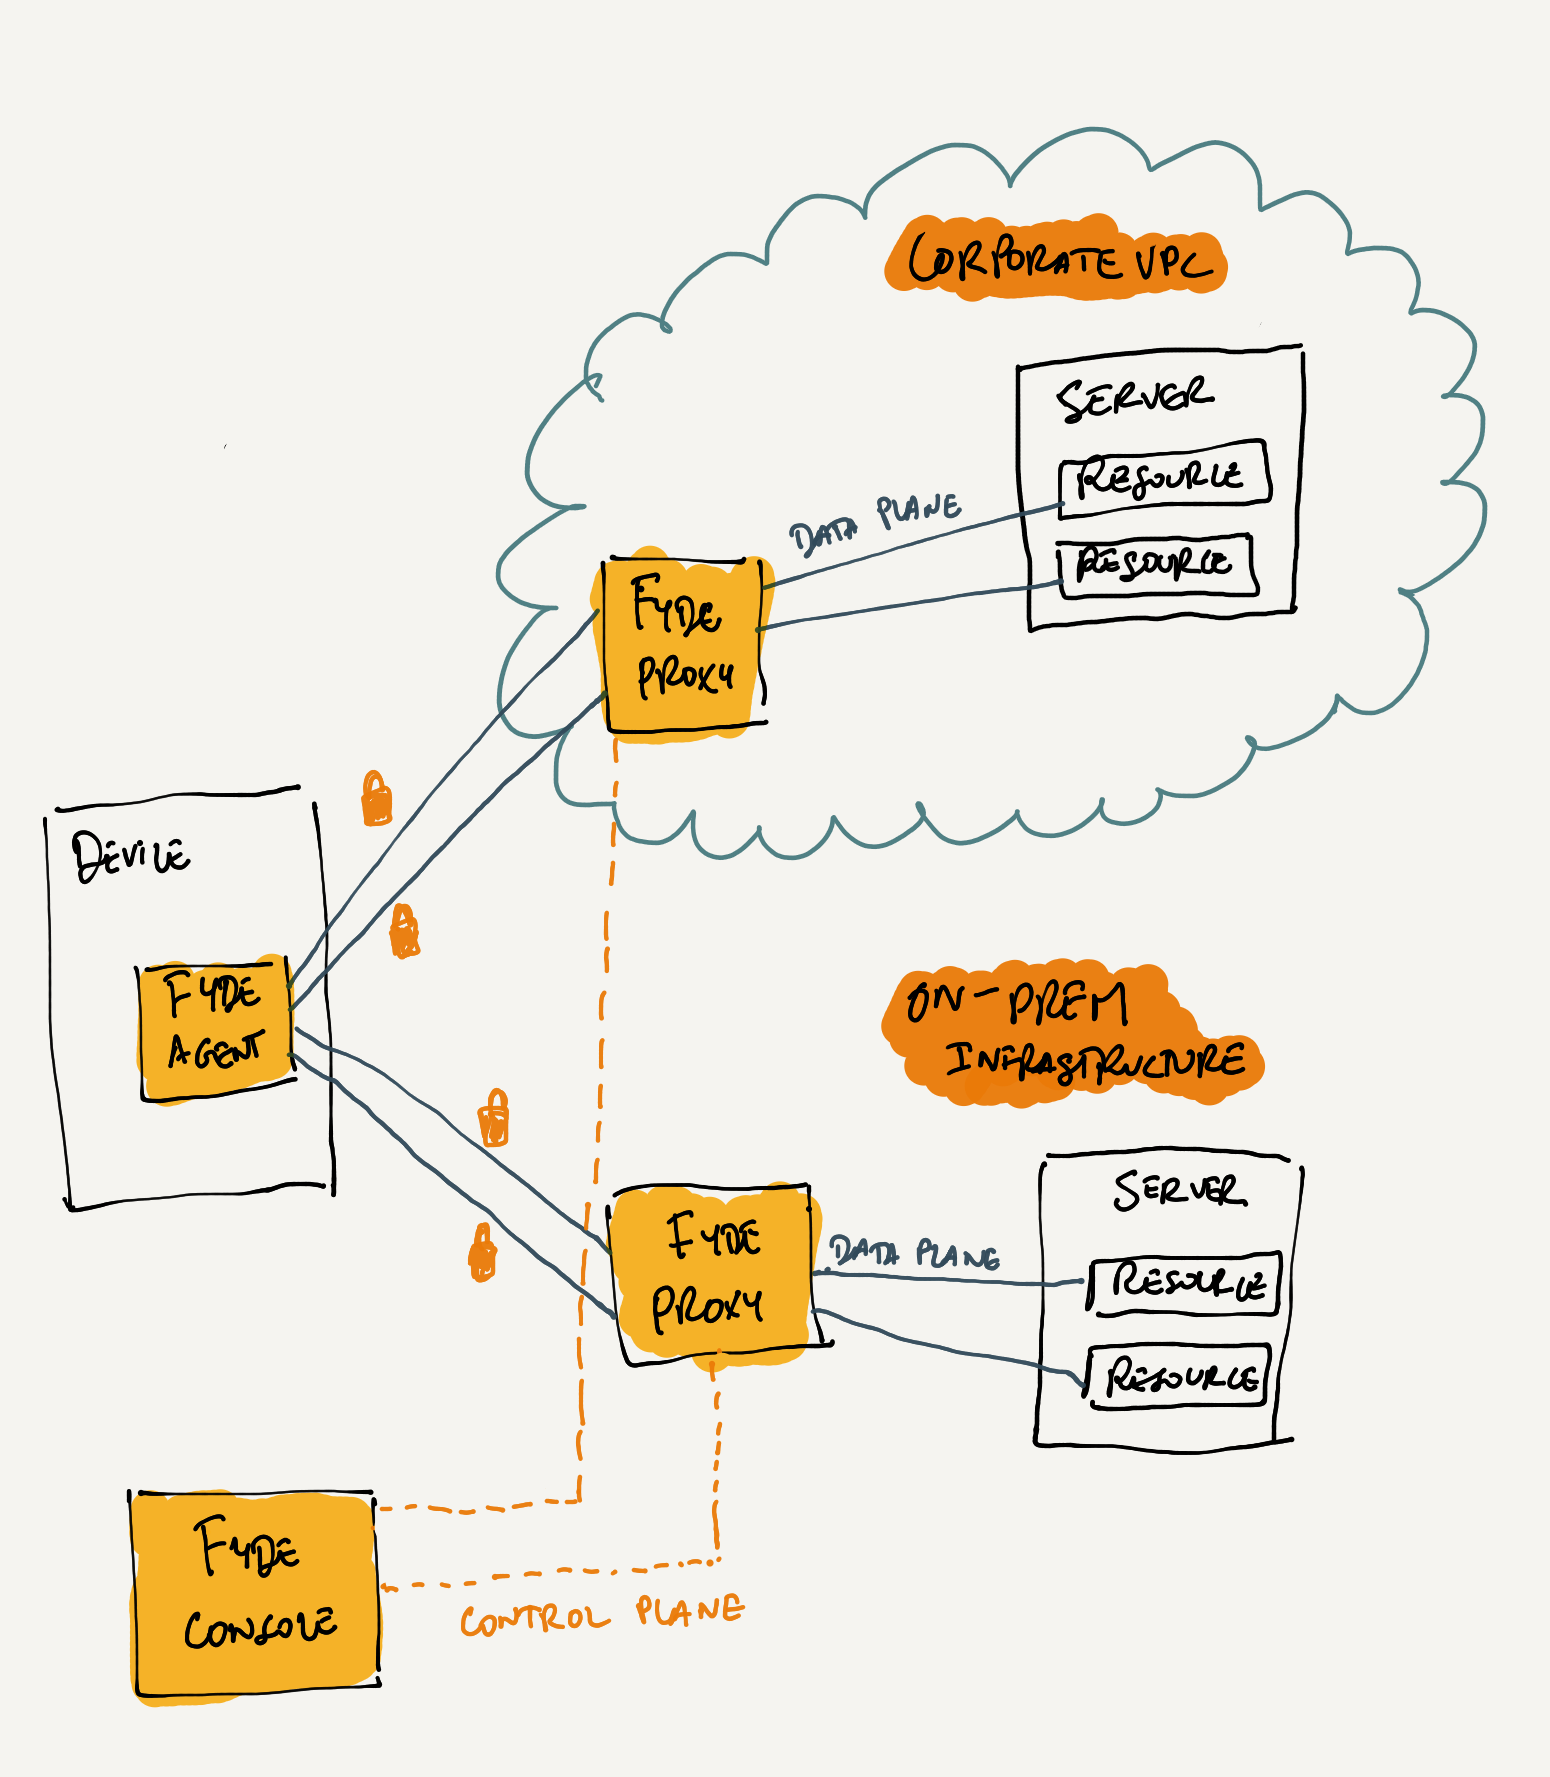 CORPORATE VPC
SERVER
RESOURCE
RESOURCE
DATA PLANE
FYDE
PROXY
DEVICE
FYDE
AGENT
ON-PREM
INFRASTRUCTURE
SERVER
RESOURCE
RESOURCE
DATA PLANE
FYDE
PROXY
FYDE
CONSOLE
CONTROL PLANE